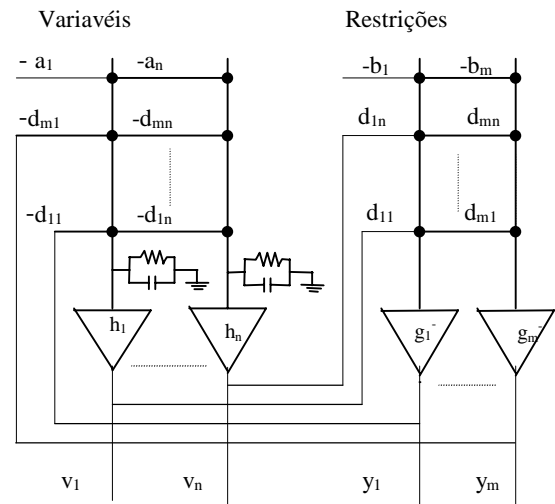 Variavéis Restrições
- a1 -an -b1 -bm
-dm1 -dmn d1n dmn
-d11 -d1n d11 dm1
h1 hn g1- gm-
v1 vn y1 ym